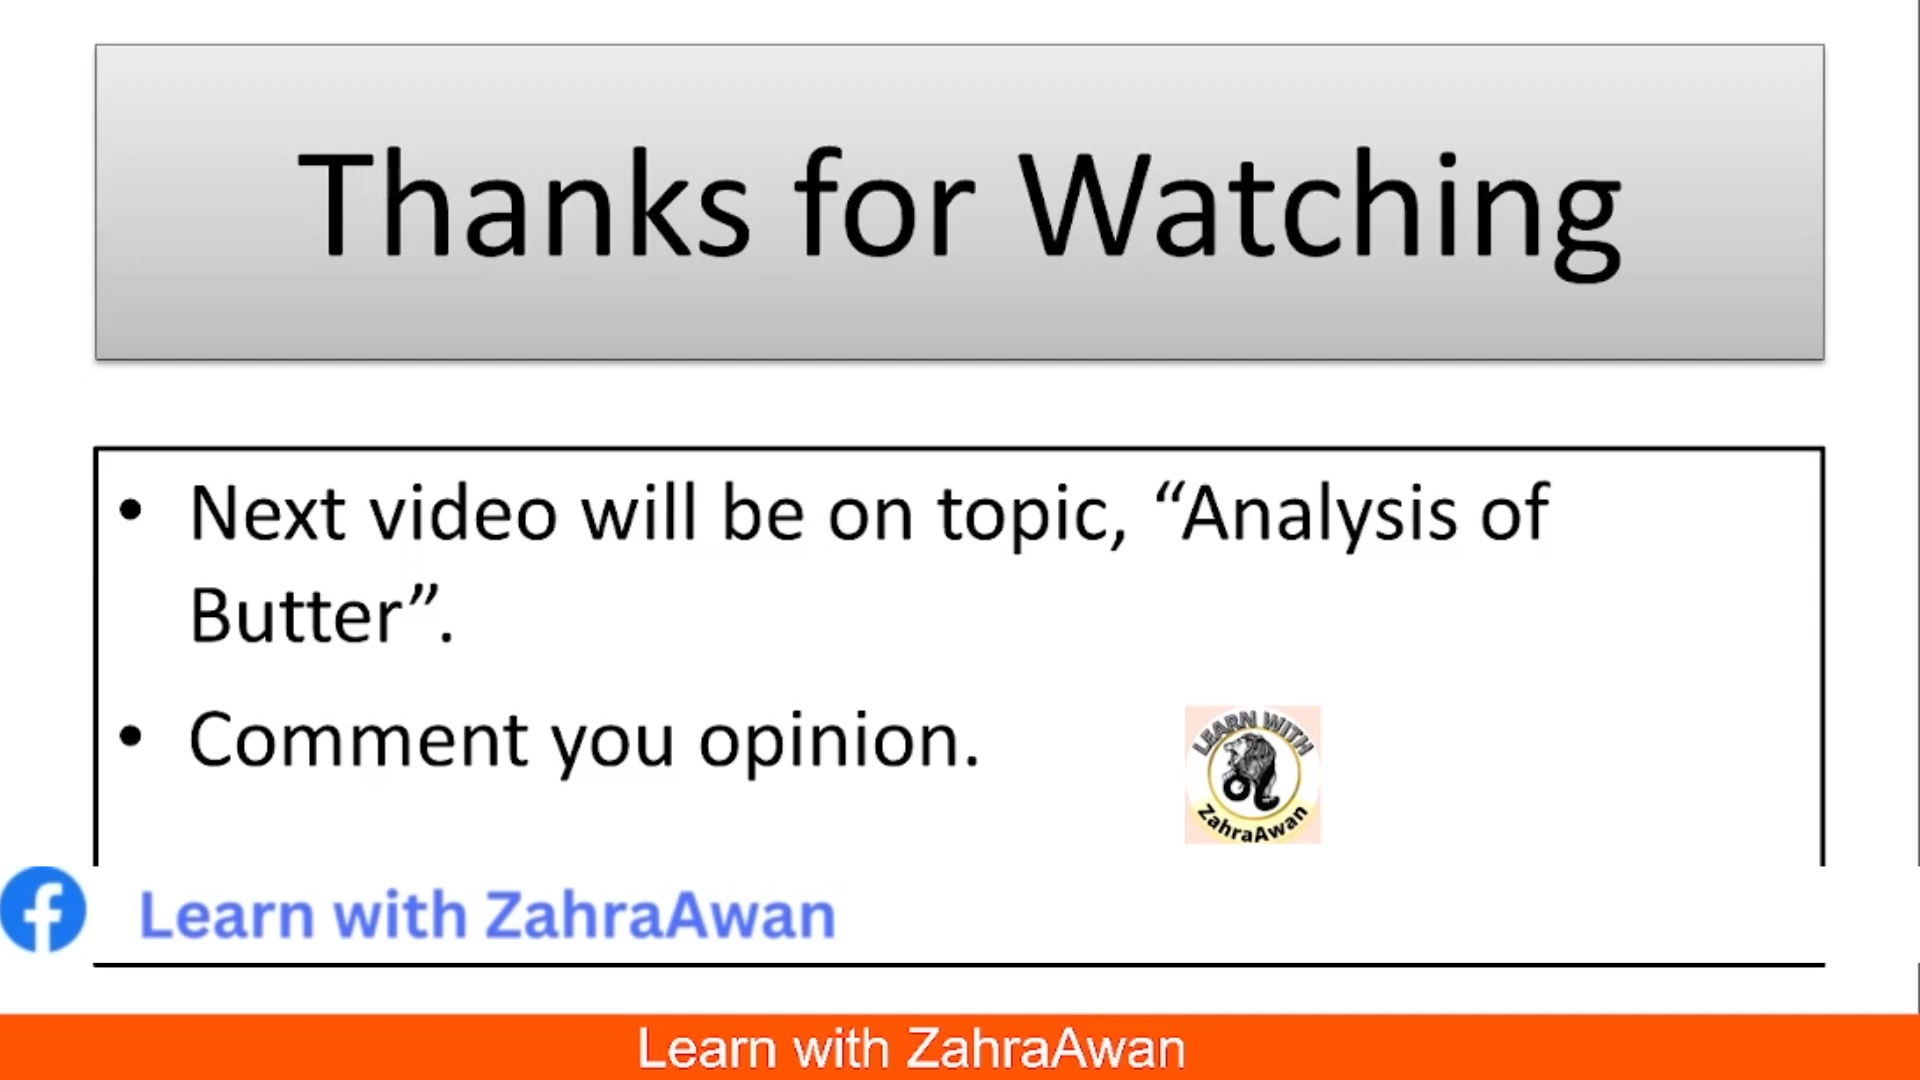 Thanks for Watching
• Next video will be on topic, “Analysis of
Butter”.
• Comment you opinion.
LEARN WITH
ZahraAwan
Learn with ZahraAwan
Learn with ZahraAwan